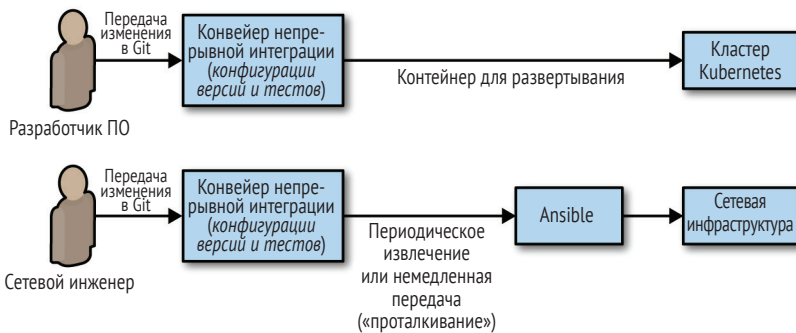 Передача
изменения
в Git
Конвейер непре-
рывной интеграции
(конфигурации
версий и тестов)
Контейнер для развертывания
Кластер
Kubernetes
Разработчик ПО
Передача
изменения
в Git
Конвейер непре-
рывной интеграции
(конфигурации
версий и тестов)
Периодическое
извлечение
или немедленная
передача
(«проталкивание»)
Ansible
Сетевая
инфраструктура
Сетевой инженер